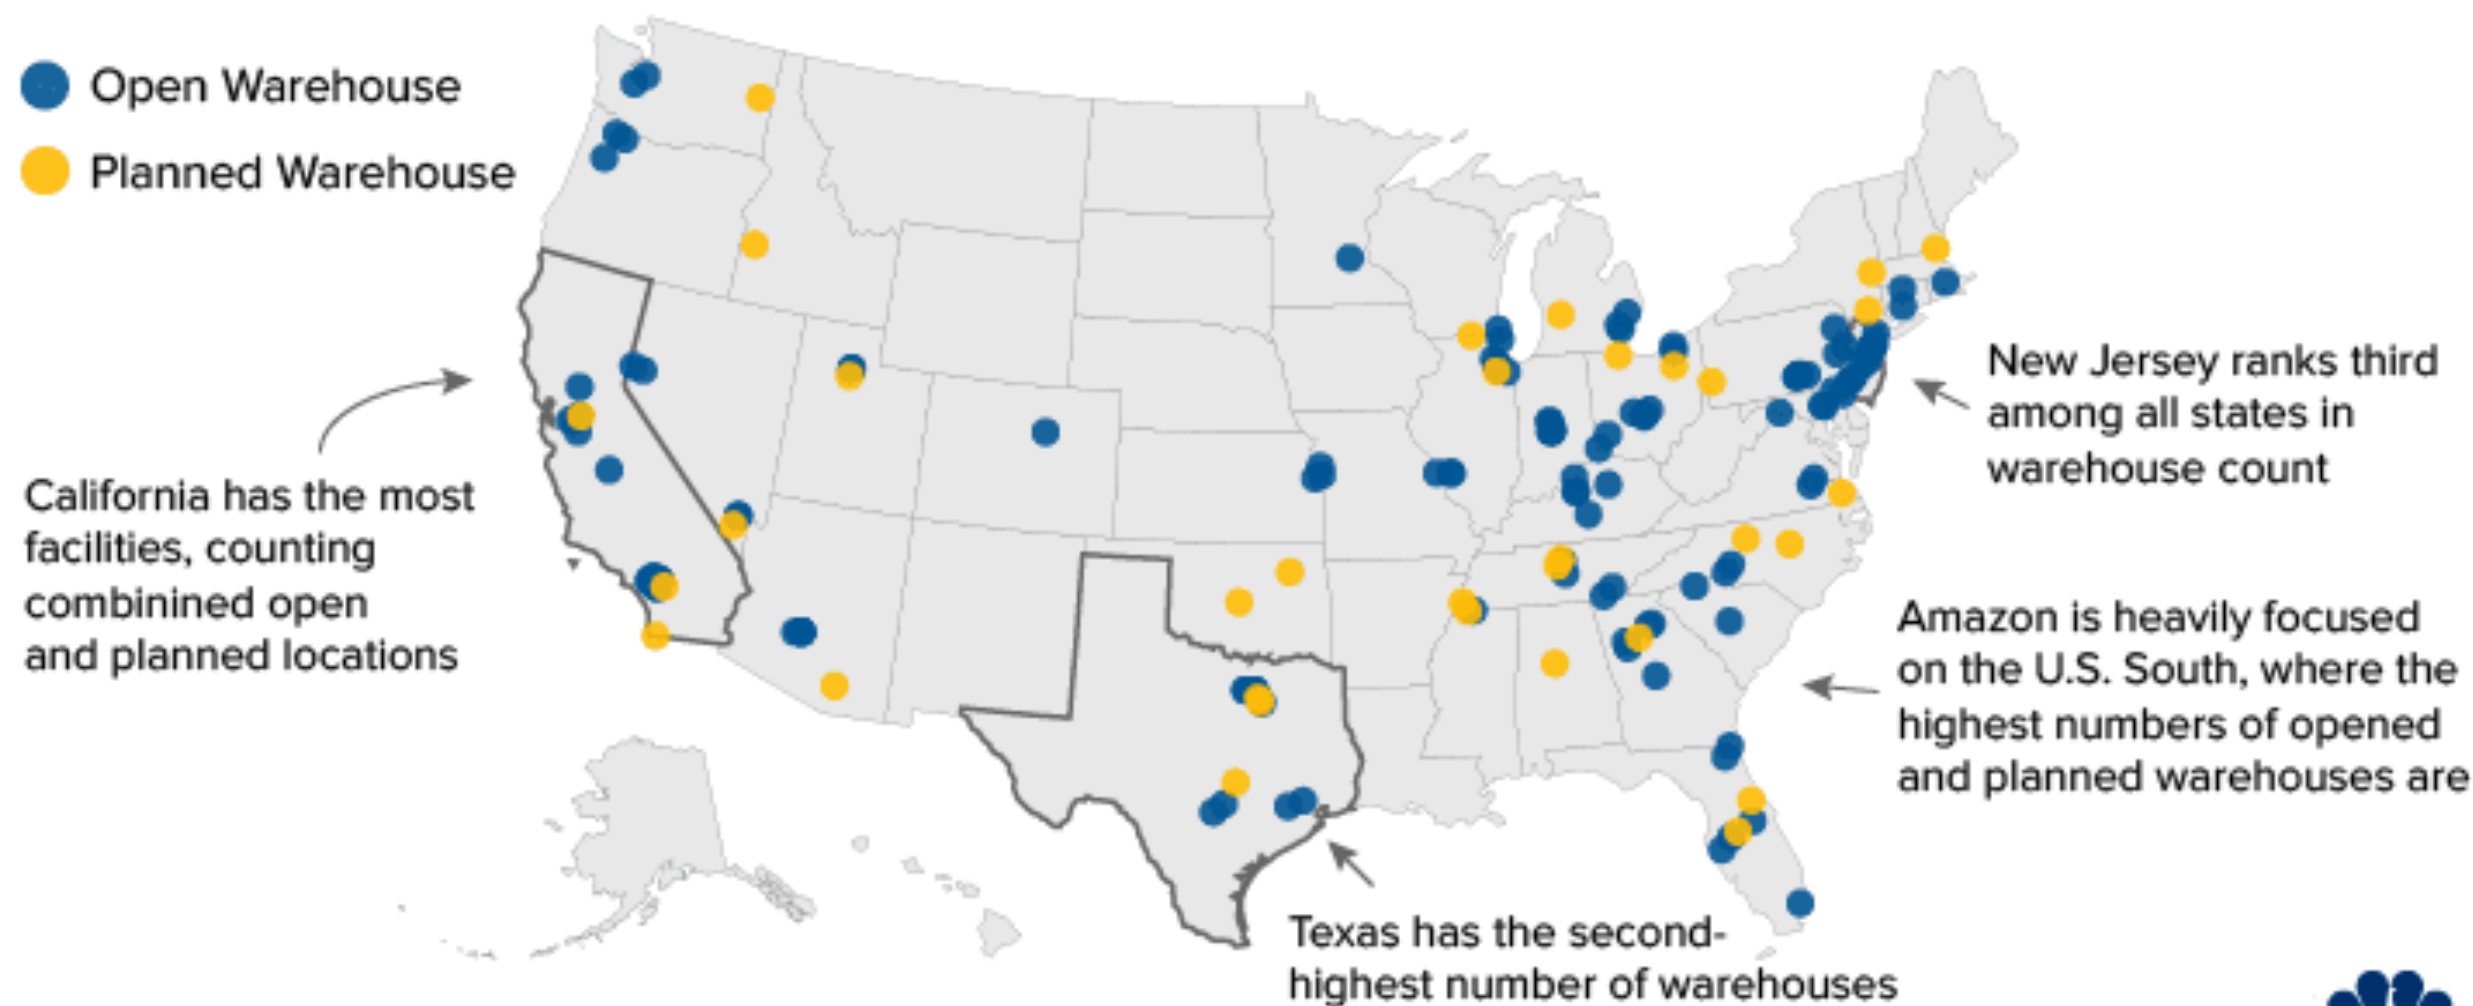 Open Warehouse
Planned Warehouse
California has the most
facilities, counting
combinined open
and planned locations
New Jersey ranks third
among all states in
warehouse count
Amazon is heavily focused
on the U.S. South, where the
highest numbers of opened
and planned warehouses are
Texas has the second-
highest number of warehouses